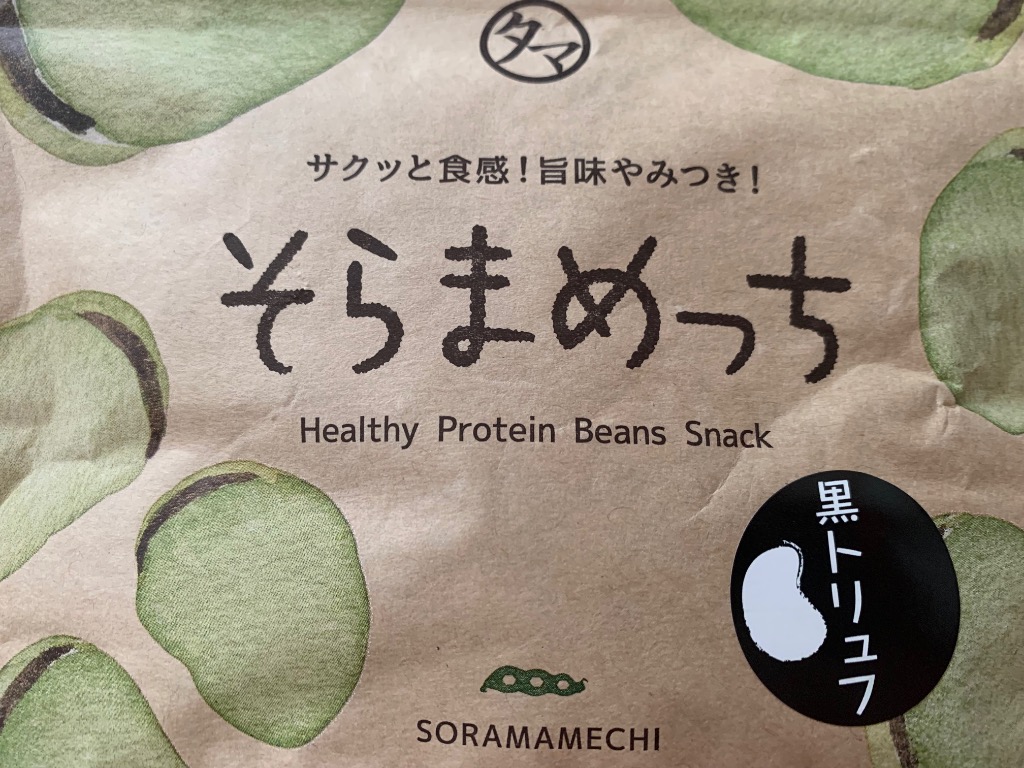 タマ
サクッと食感!旨味やみつき!
そらまめっち
Healthy Protein Beans Snack
黒トリュフ
SORAMAMECHI